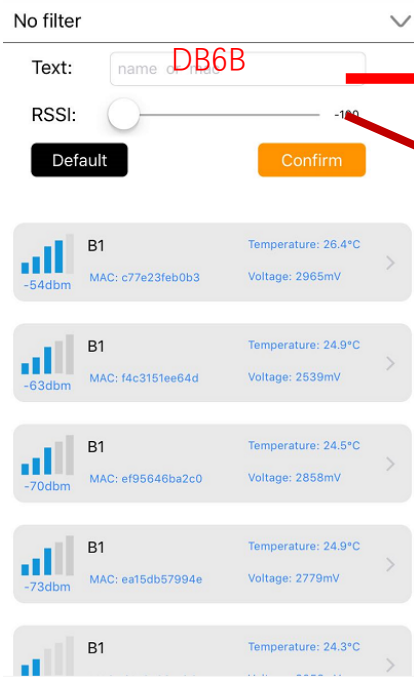 No filter
Text:
name or mac
DB6B
RSSI:
-100
Default
Confirm
B1
Temperature: 26.4°C
-54dbm
MAC: c77e23feb0b3
Voltage: 2965mV
B1
Temperature: 24.9°C
-63dbm
MAC: f4c3151ee64d
Voltage: 2539mV
B1
Temperature: 24.5°C
-70dbm
MAC: ef95646ba2c0
Voltage: 2858mV
B1
Temperature: 24.9°C
-73dbm
MAC: ea15db57994e
Voltage: 2779mV
B1
Temperature: 24.3°C